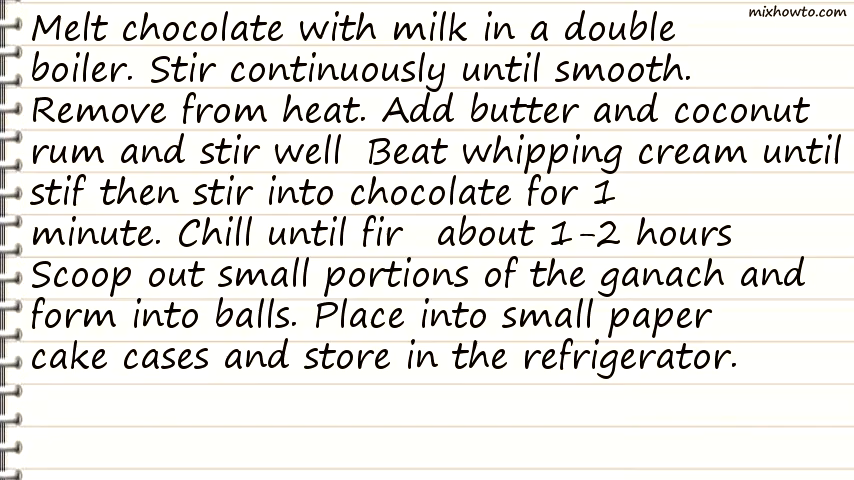 mixhowto.com
Melt chocolate with milk in a double
boiler. Stir continuously until smooth.
Remove from heat. Add butter and coconut
rum and stir well  Beat whipping cream until
stif then stir into chocolate for 1
minute. Chill until fir   about 1-2 hours
Scoop out small portions of the ganach and
form into balls. Place into small paper
cake cases and store in the refrigerator.